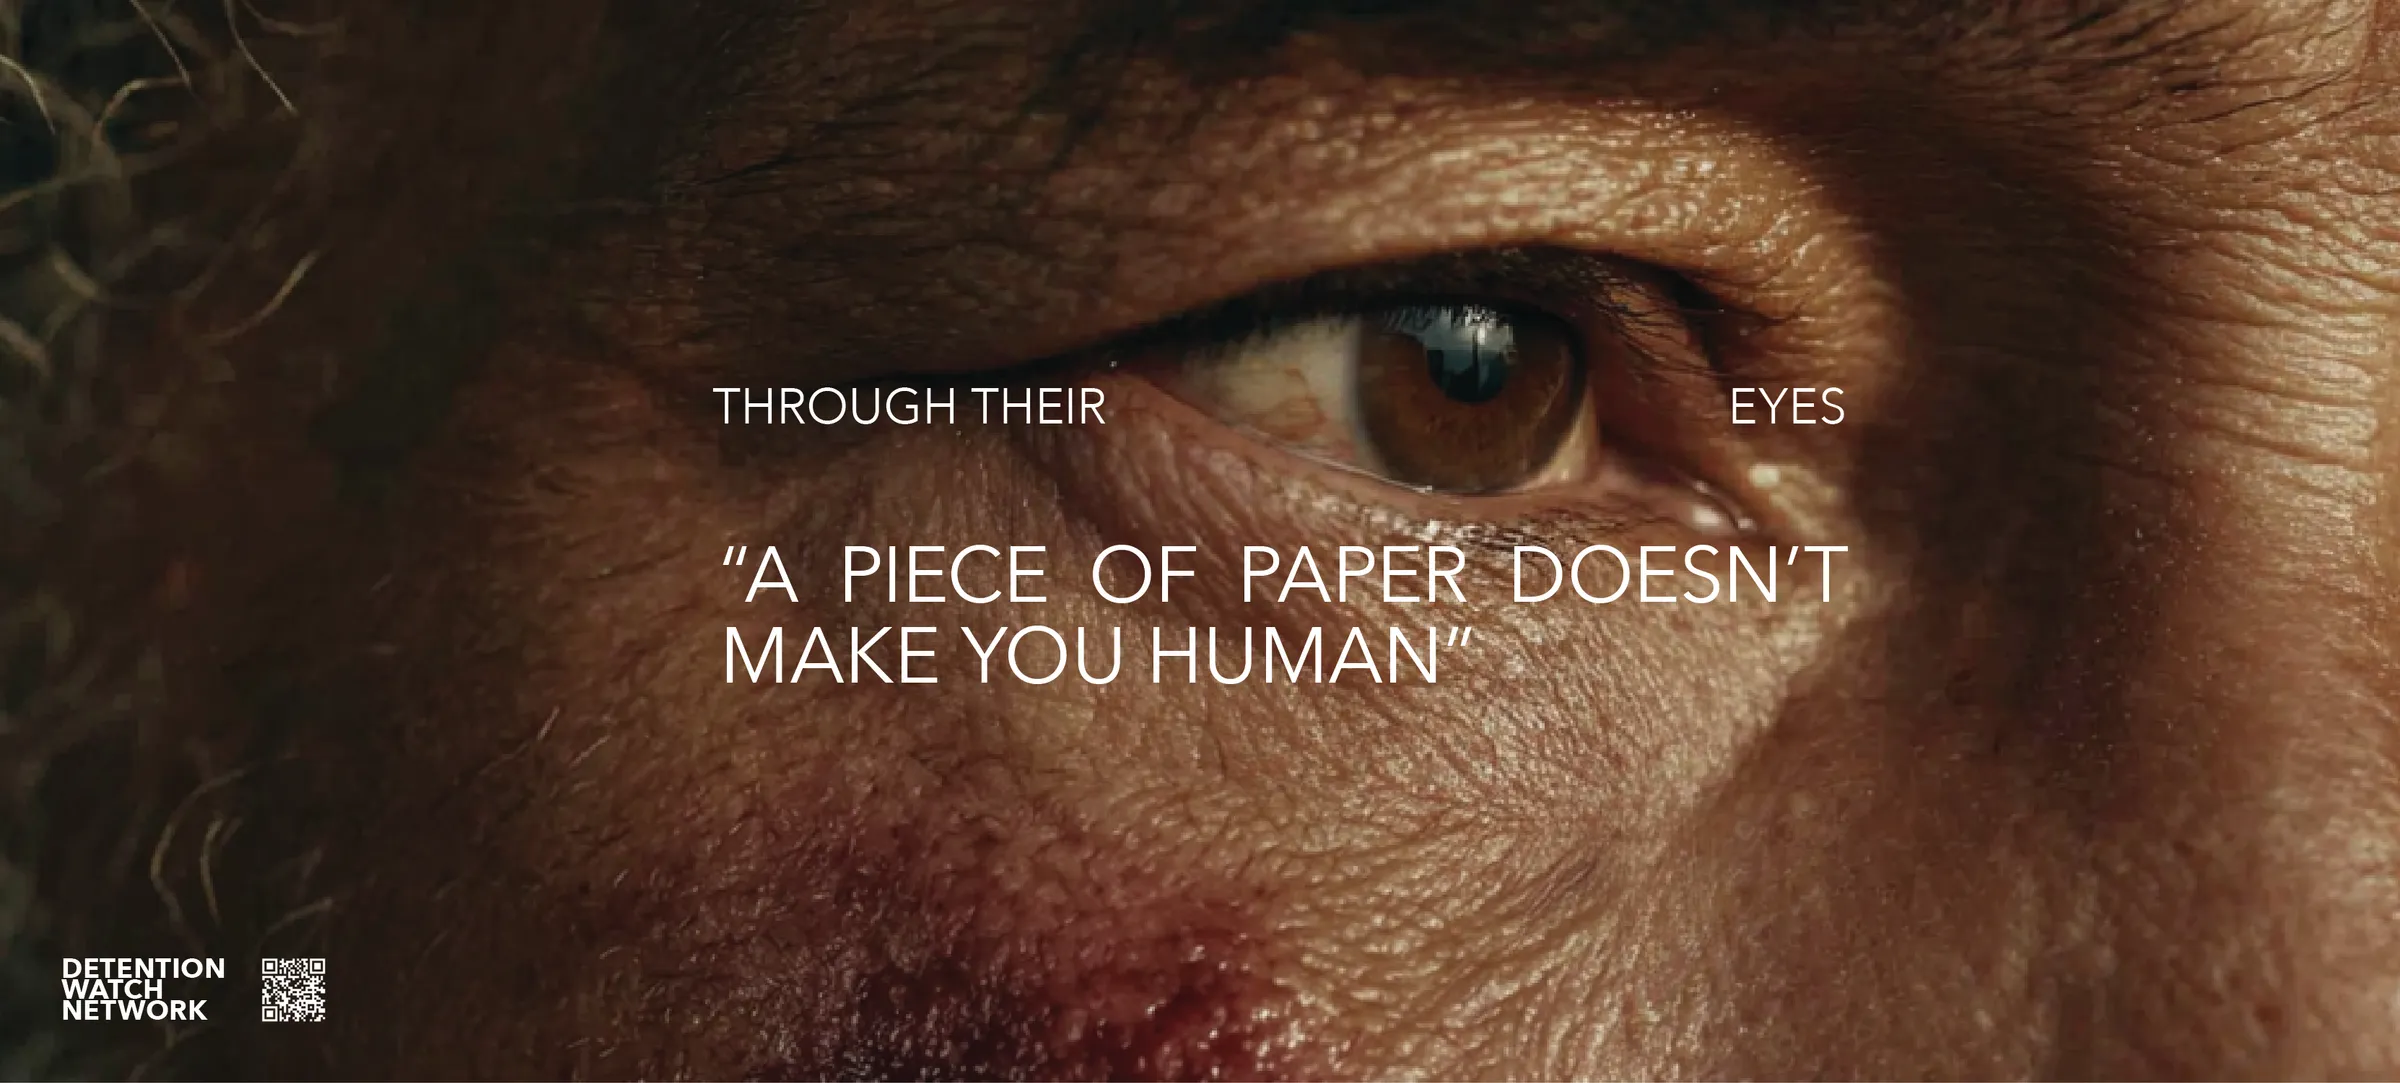 THROUGH THEIR EYES
“A PIECE OF PAPER DOESN’T
MAKE YOU HUMAN”
DETENTION
WATCH
NETWORK